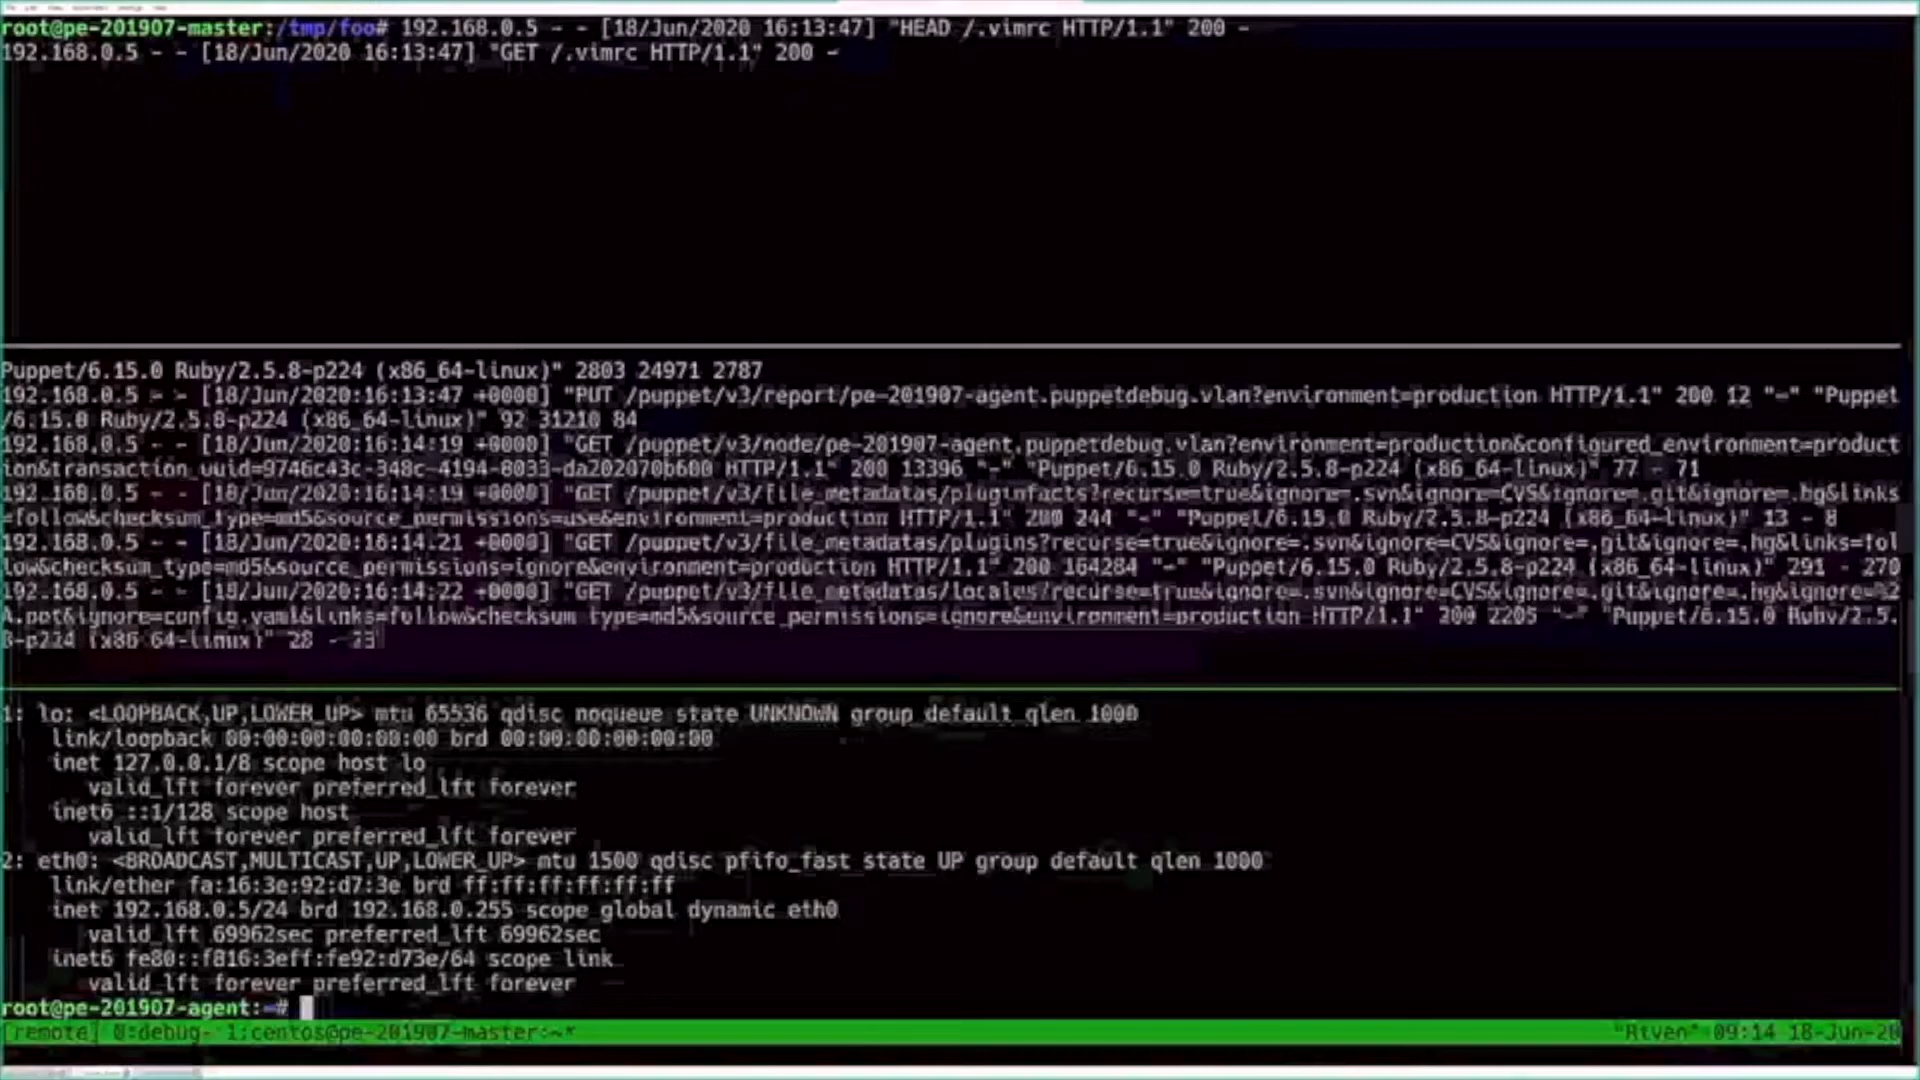 root@pe-201907-master:/tmp/foo# 192.168.0.5 - - [18/Jun/2020 16:13:47] "HEAD /.vimrc HTTP/1.1" 200 -
192.168.0.5 - - [18/Jun/2020 16:13:47] "GET /.vimrc HTTP/1.1" 200 -
Puppet/6.15.0 Ruby/2.5.8-p224 (x86_64-linux)" 2803 24971 2787
192.168.0.5 - - [18/Jun/2020:16:13:47 +0000] "PUT /puppet/v3/report/pe-201907-agent.puppetdebug.vlan?environment=production HTTP/1.1" 200 12 "-" "Puppet
/6.15.0 Ruby/2.5.8-p224 (x86_64-linux)" 92 31210 84
192.168.0.5 - - [18/Jun/2020:16:14:19 +0000] "GET /puppet/v3/node/pe-201907-agent.puppetdebug.vlan?environment=production&configured_environment=product
ion&transaction_uuid=9746c43c-348c-4194-8033-da202070b600 HTTP/1.1" 200 13396 "-" "Puppet/6.15.0 Ruby/2.5.8-p224 (x86_64-linux)" 77 - 71
192.168.0.5 - - [18/Jun/2020:16:14:19 +0000] "GET /puppet/v3/file_metadatas/pluginfacts?recurse=true&ignore=.svn&ignore=CVS&ignore=.git&ignore=.hg&links
=follow&checksum_type=md5&source_permissions=use&environment=production HTTP/1.1" 200 244 "-" "Puppet/6.15.0 Ruby/2.5.8-p224 (x86_64-linux)" 13 - 8
192.168.0.5 - - [18/Jun/2020:16:14:21 +0000] "GET /puppet/v3/file_metadatas/plugins?recurse=true&ignore=.svn&ignore=CVS&ignore=.git&ignore=.hg&links=fol
low&checksum_type=md5&source_permissions=ignore&environment=production HTTP/1.1" 200 164284 "-" "Puppet/6.15.0 Ruby/2.5.8-p224 (x86_64-linux)" 291 - 270
192.168.0.5 - - [18/Jun/2020:16:14:22 +0000] "GET /puppet/v3/file_metadatas/locales?recurse=true&ignore=.svn&ignore=CVS&ignore=.git&ignore=.hg&ignore=%2
A.pot&ignore=config.yaml&links=follow&checksum_type=md5&source_permissions=ignore&environment=production HTTP/1.1" 200 2205 "-" "Puppet/6.15.0 Ruby/2.5.
8-p224 (x86_64-linux)" 28 - 23
1: lo: <LOOPBACK,UP,LOWER_UP> mtu 65536 qdisc noqueue state UNKNOWN group default qlen 1000
link/loopback 00:00:00:00:00:00 brd 00:00:00:00:00:00
inet 127.0.0.1/8 scope host lo
valid_lft forever preferred_lft forever
inet6 ::1/128 scope host
valid_lft forever preferred_lft forever
2: eth0: <BROADCAST,MULTICAST,UP,LOWER_UP> mtu 1500 qdisc pfifo_fast state UP group default qlen 1000
link/ether fa:16:3e:92:d7:3e brd ff:ff:ff:ff:ff:ff
inet 192.168.0.5/24 brd 192.168.0.255 scope global dynamic eth0
valid_lft 69962sec preferred_lft 69962sec
inet6 fe80::f816:3eff:fe92:d73e/64 scope link
valid_lft forever preferred_lft forever
root@pe-201907-agent:~#
[remote] 0:debug- 1:centos@pe-201907-master:~* 09:14 18-Jun-20